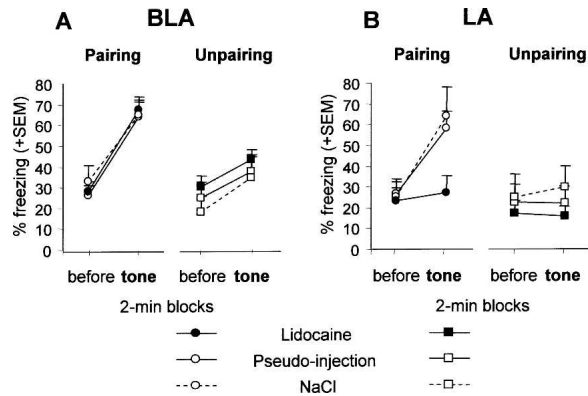 A BLA B LA
Pairing Unpairing Pairing Unpairing
% freezing (+SEM) % freezing (+SEM)
80 80
70 70
60 60
50 50
40 40
30 30
20 20
10 10
0 0
before tone before tone before tone before tone
2-min blocks 2-min blocks
Lidocaine
Pseudo-injection
NaCl